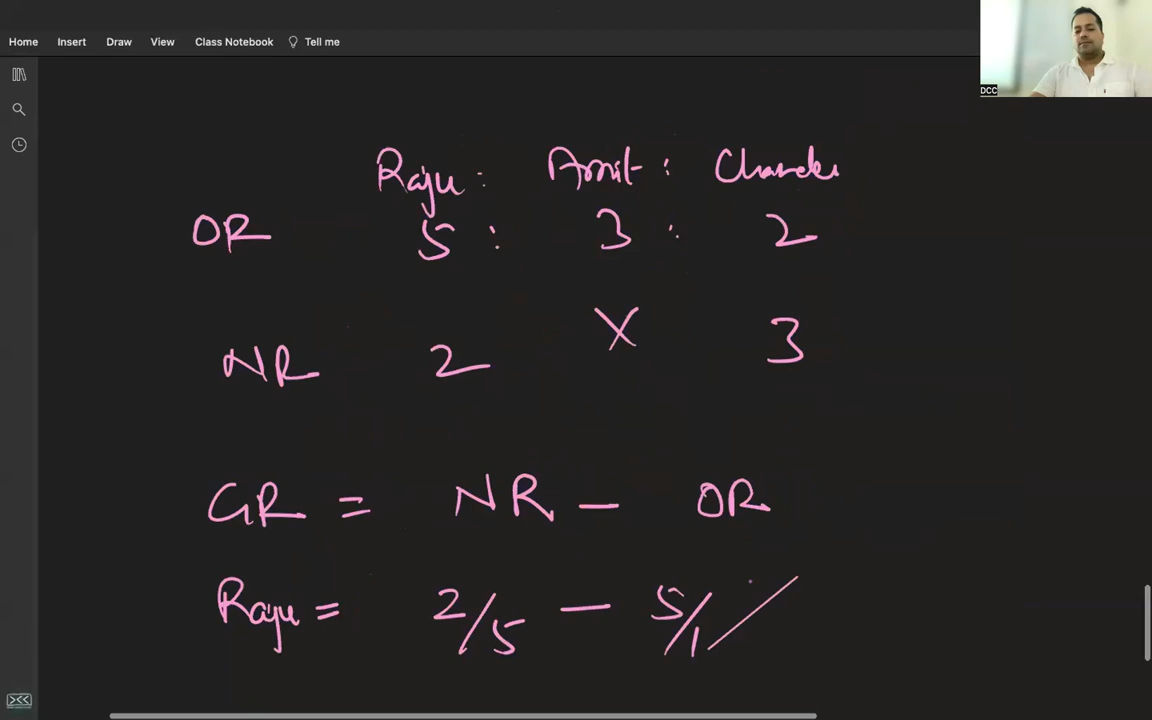 Home Insert Draw View Class Notebook Tell me
DCC
Raju : Amit : Chander
OR 5 : 3 : 2
NR 2 X 3
GR = NR - OR
Raju = 2/5 - 5/1